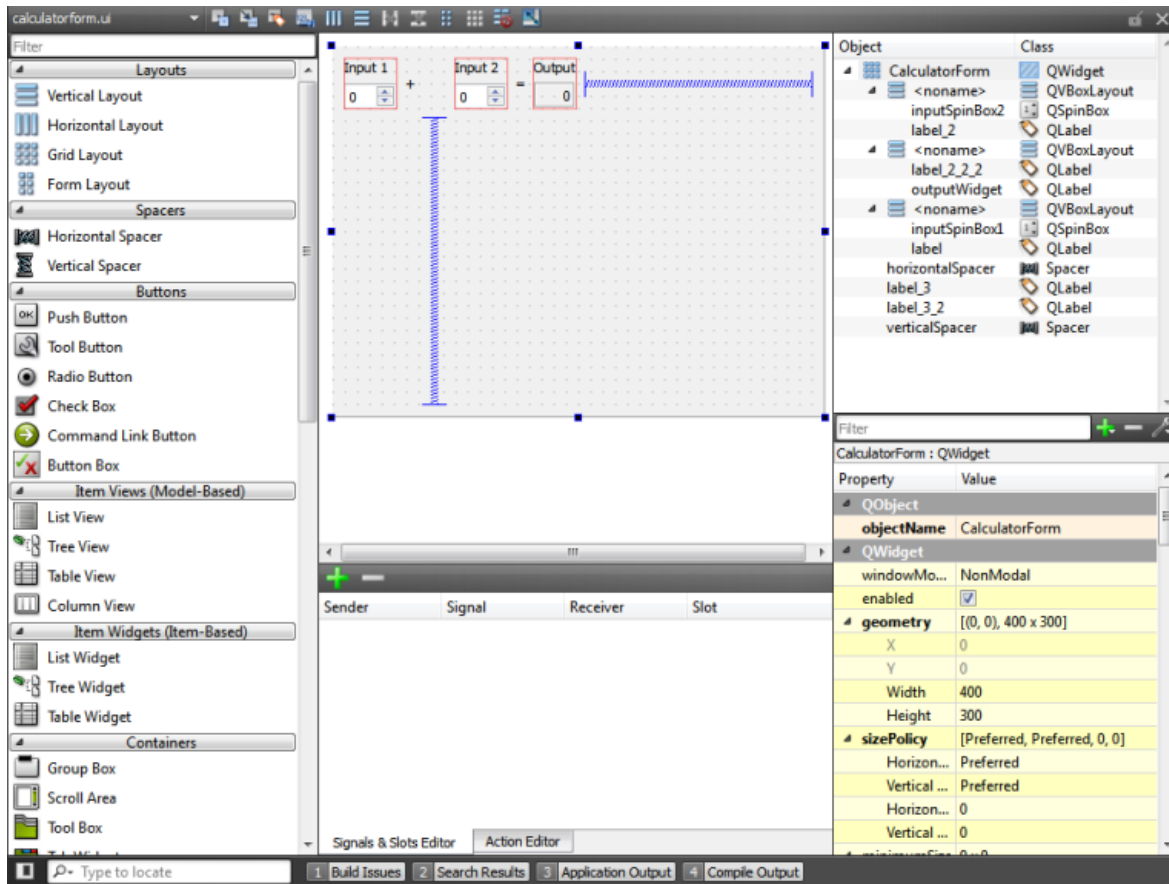 calculatorform.ui
Filter
Layouts
Vertical Layout
Horizontal Layout
Grid Layout
Form Layout
Spacers
Horizontal Spacer
Vertical Spacer
Buttons
OK Push Button
Tool Button
Radio Button
Check Box
Command Link Button
Button Box
Item Views (Model-Based)
List View
Tree View
Table View
Column View
Item Widgets (Item-Based)
List Widget
Tree Widget
Table Widget
Containers
Group Box
Scroll Area
Tool Box
Input 1 Input 2 Output
0 + 0 = 0
Sender Signal Receiver Slot
Signals & Slots Editor Action Editor
Object Class
CalculatorForm QWidget
<noname> QVBoxLayout
inputSpinBox2 QSpinBox
label_2 QLabel
<noname> QVBoxLayout
label_2_2_2 QLabel
outputWidget QLabel
<noname> QVBoxLayout
inputSpinBox1 QSpinBox
label QLabel
horizontalSpacer Spacer
label_3 QLabel
label_3_2 QLabel
verticalSpacer Spacer
Filter
CalculatorForm : QWidget
Property Value
QObject
objectName CalculatorForm
QWidget
windowMo... NonModal
enabled
geometry [(0, 0), 400 x 300]
X 0
Y 0
Width 400
Height 300
sizePolicy [Preferred, Preferred, 0, 0]
Horizon... Preferred
Vertical ... Preferred
Horizon... 0
Vertical ... 0
Type to locate 1 Build Issues 2 Search Results 3 Application Output 4 Compile Output